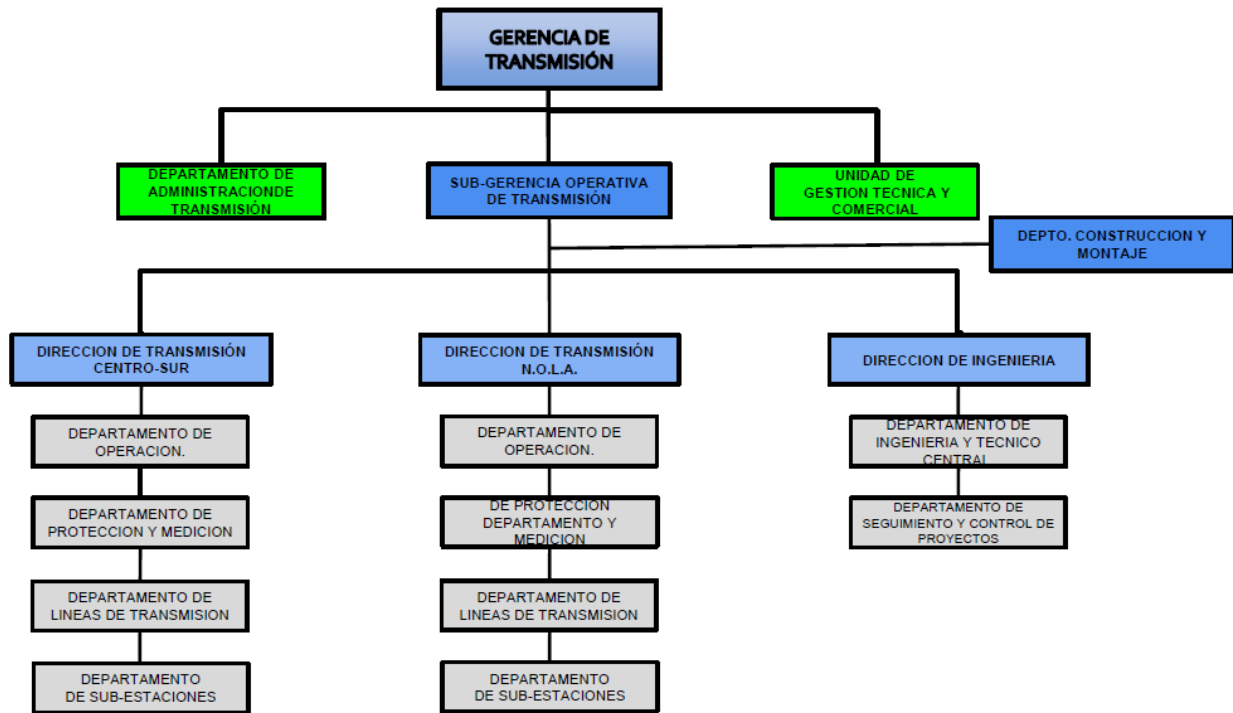 GERENCIA DE
TRANSMISIÓN
DEPARTAMENTO DE
ADMINISTRACIONDE
TRANSMISIÓN
SUB-GERENCIA OPERATIVA
DE TRANSMISIÓN
UNIDAD DE
GESTION TECNICA Y
COMERCIAL
DEPTO. CONSTRUCCION Y
MONTAJE
DIRECCION DE TRANSMISIÓN
CENTRO-SUR
DIRECCION DE TRANSMISIÓN
N.O.L.A.
DIRECCION DE INGENIERIA
DEPARTAMENTO DE
OPERACION.
DEPARTAMENTO DE
OPERACION.
DEPARTAMENTO DE
INGENIERIA Y TECNICO
CENTRAL
DEPARTAMENTO DE
PROTECCION Y MEDICION
DE PROTECCION
DEPARTAMENTO Y
MEDICION
DEPARTAMENTO DE
SEGUIMIENTO Y CONTROL DE
PROYECTOS
DEPARTAMENTO DE
LINEAS DE TRANSMISION
DEPARTAMENTO DE
LINEAS DE TRANSMISION
DEPARTAMENTO
DE SUB-ESTACIONES
DEPARTAMENTO
DE SUB-ESTACIONES